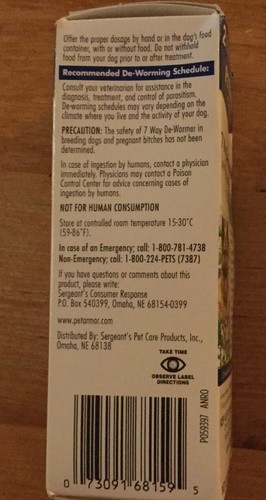 Offer the proper dosage by hand or in the dog's food
container, with or without food. Do not withhold
food from your dog prior to or after treatment.
Recommended De-Worming Schedule:
Consult your veterinarian for assistance in the
diagnosis, treatment, and control of parasitism.
De-worming schedules may vary depending on the
climate where you live and the activity of your dog.
PRECAUTION: The safety of 7 Way De-Wormer in
breeding dogs and pregnant bitches has not been
determined.
In case of ingestion by humans, contact a physician
immediately. Physicians may contact a Poison
Control Center for advice concerning cases of
ingestion by humans.
NOT FOR HUMAN CONSUMPTION
Store at controlled room temperature 15-30°C
(59-86°F).
In case of an Emergency; call: 1-800-781-4738
Non-Emergency; call: 1-800-224-PETS (7387)
If you have questions or comments about this
product, please write:
Sergeant's Consumer Response
P.O. Box 540399, Omaha, NE 68154-0399
www.petarmor.com
Distributed By: Sergeant's Pet Care Products, Inc.,
Omaha, NE 68138
TAKE TIME
OBSERVE LABEL
DIRECTIONS
PO59397 ANR0
0 73091 68159 5